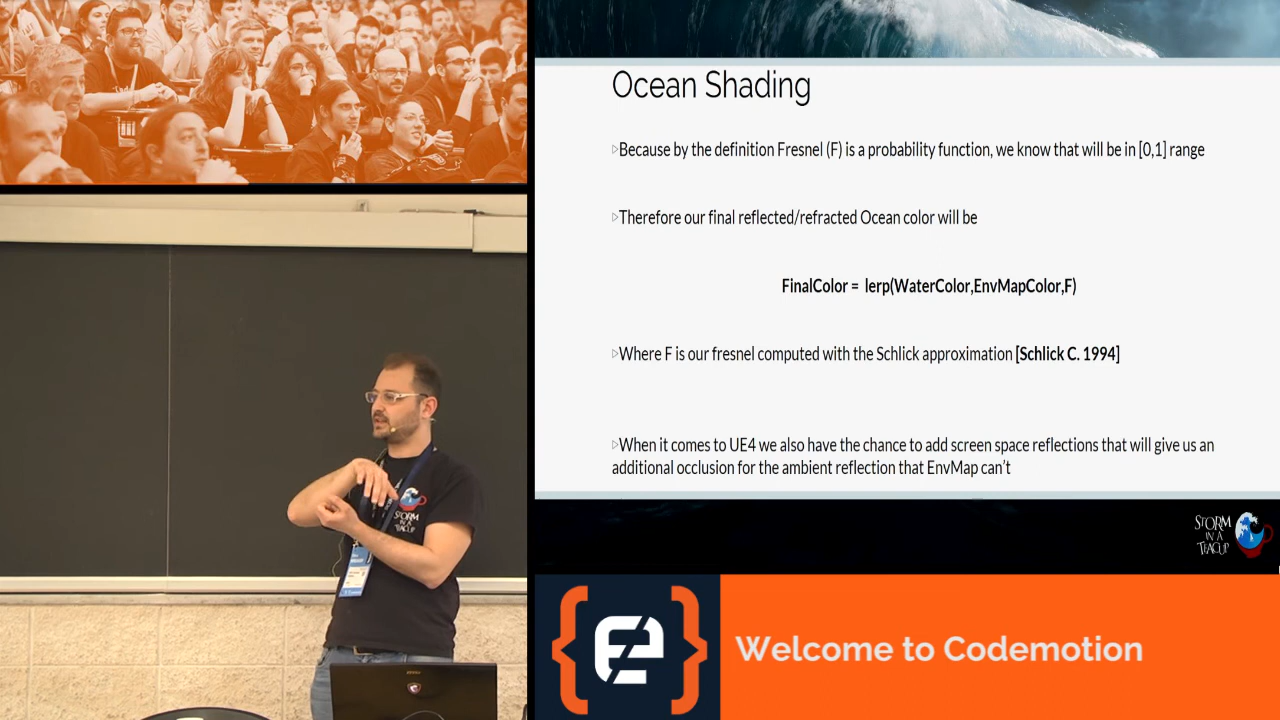 Ocean Shading
▷Because by the definition Fresnel (F) is a probability function, we know that will be in [0,1] range
▷Therefore our final reflected/refracted Ocean color will be
FinalColor = lerp(WaterColor,EnvMapColor,F)
▷Where F is our fresnel computed with the Schlick approximation [Schlick C. 1994]
▷When it comes to UE4 we also have the chance to add screen space reflections that will give us an
additional occlusion for the ambient reflection that EnvMap can't
STORM
IN A
TEACUP
STORM
IN A
TEACUP
Welcome to Codemotion